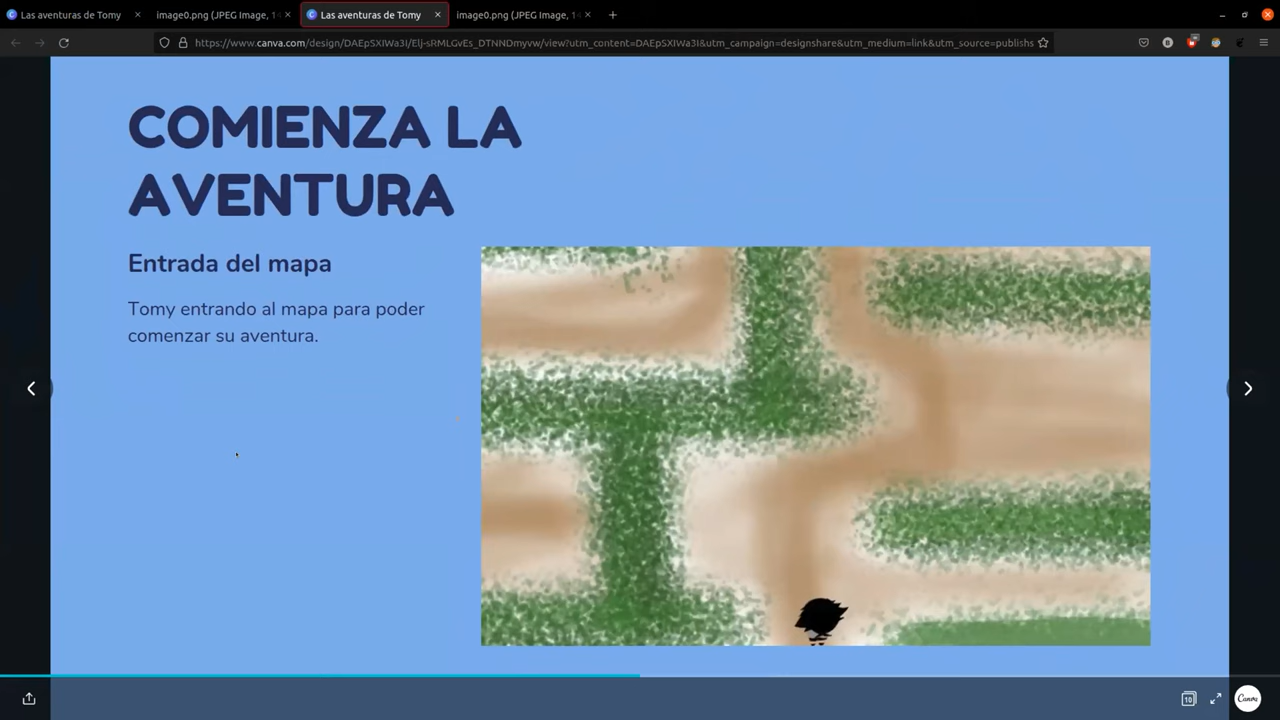 Las aventuras de Tomy
image0.png (JPEG Image, 1
Las aventuras de Tomy
image0.png (JPEG Image, 1
https://www.canva.com/design/DAEpSXIWa3I/Elj-sRMLGvEs_DTNNDmyvw/view?utm_content=DAEpSXIWa3I&utm_campaign=designshare&utm_medium=link&utm_source=publishs
COMIENZA LA
AVENTURA
Entrada del mapa
Tomy entrando al mapa para poder
comenzar su aventura.
10
Canva